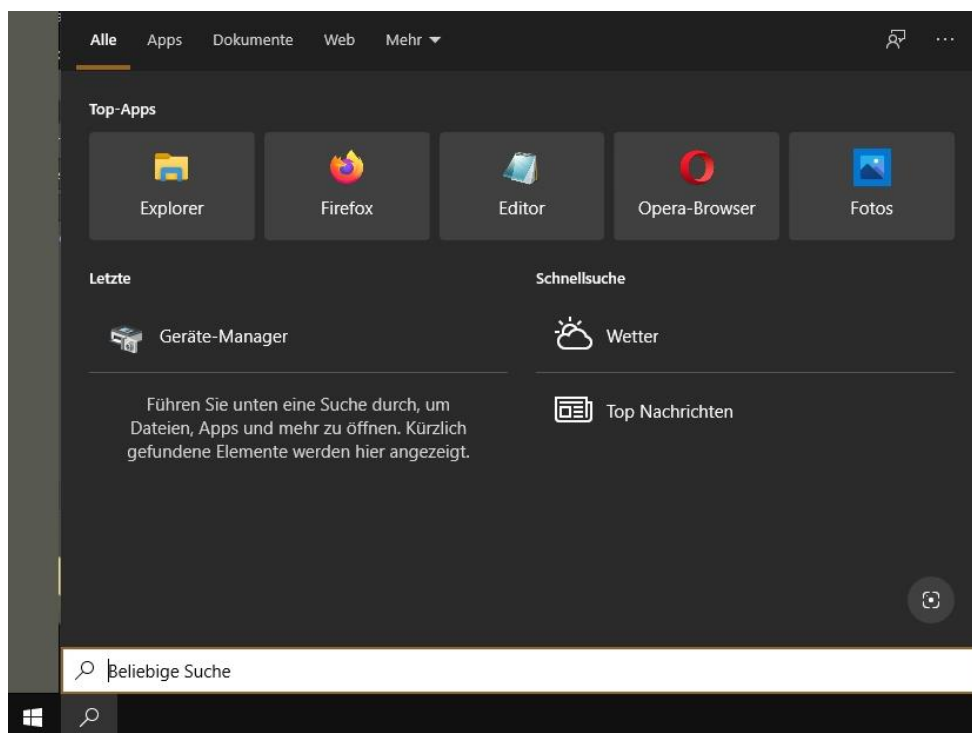 Alle Apps Dokumente Web Mehr
Top-Apps
Explorer Firefox Editor Opera-Browser Fotos
Letzte
Schnellsuche
Geräte-Manager
Wetter
Führen Sie unten eine Suche durch, um
Dateien, Apps und mehr zu öffnen. Kürzlich
gefundene Elemente werden hier angezeigt.
Top Nachrichten
Beliebige Suche